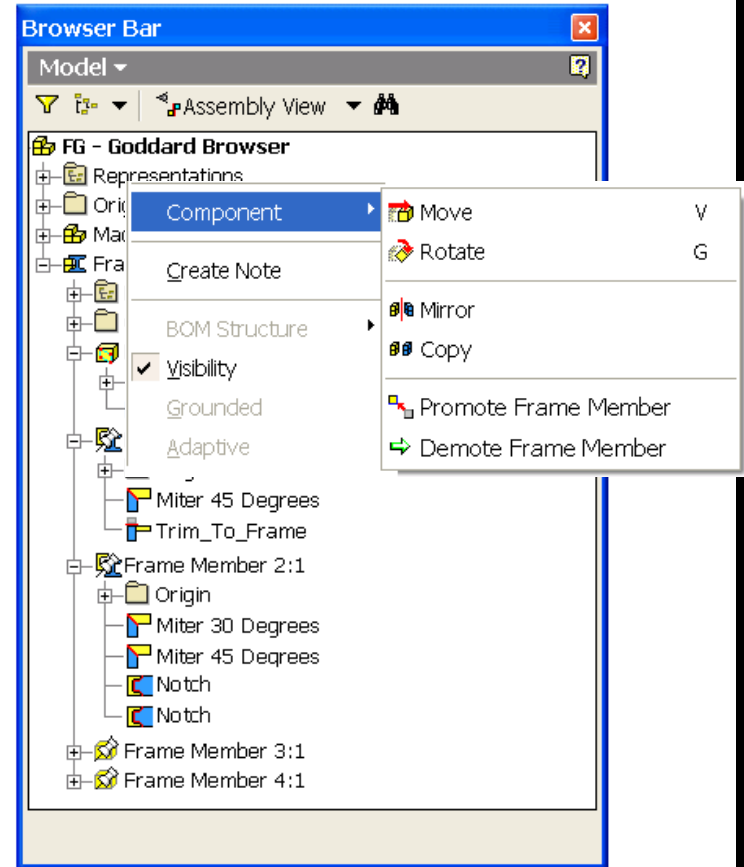 Browser Bar
Model
Assembly View
FG - Goddard Browser
Representations
Component
Move V
Rotate G
Create Note
Mirror
BOM Structure
Copy
Visibility
Grounded
Promote Frame Member
Adaptive
Demote Frame Member
Miter 45 Degrees
Trim_To_Frame
Frame Member 2:1
Origin
Miter 30 Degrees
Miter 45 Degrees
Notch
Notch
Frame Member 3:1
Frame Member 4:1